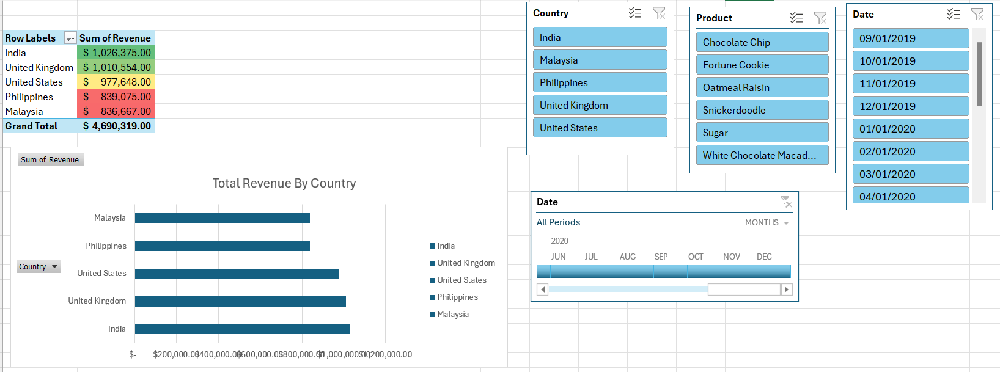 Row Labels Sum of Revenue
India $ 1,026,375.00
United Kingdom $ 1,010,554.00
United States $ 977,648.00
Philippines $ 839,075.00
Malaysia $ 836,667.00
Grand Total $ 4,690,319.00
Sum of Revenue
Total Revenue By Country
Malaysia
Philippines
United States
United Kingdom
India
Country
$- $200,000.00 $400,000.00 $600,000.00 $800,000.00 $1,000,000.00 $1,200,000.00
India
United Kingdom
United States
Philippines
Malaysia
Country
India
Malaysia
Philippines
United Kingdom
United States
Product
Chocolate Chip
Fortune Cookie
Oatmeal Raisin
Snickerdoodle
Sugar
White Chocolate Macad...
Date
09/01/2019
10/01/2019
11/01/2019
12/01/2019
01/01/2020
02/01/2020
03/01/2020
04/01/2020
Date
All Periods MONTHS
2020
JUN JUL AUG SEP OCT NOV DEC